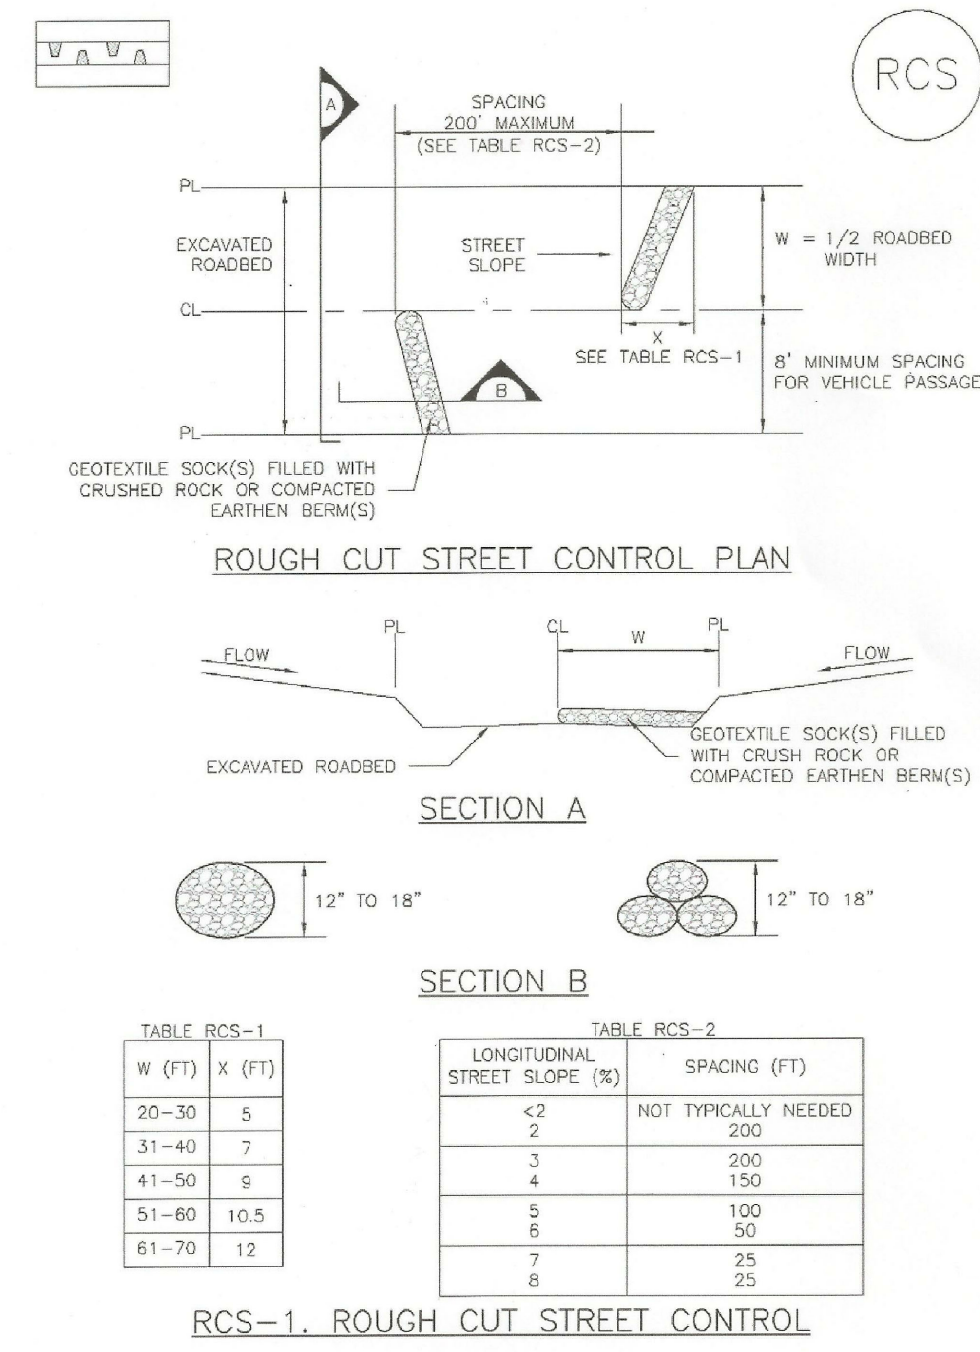 RCS
A
SPACING
200' MAXIMUM
(SEE TABLE RCS-2)
PL
EXCAVATED
ROADBED
STREET
SLOPE
W = 1/2 ROADBED
WIDTH
CL
X
SEE TABLE RCS-1
8' MINIMUM SPACING
FOR VEHICLE PASSAGE
B
PL
GEOTEXTILE SOCK(S) FILLED WITH
CRUSHED ROCK OR COMPACTED
EARTHEN BERM(S)
ROUGH CUT STREET CONTROL PLAN
PL
CL
W
PL
FLOW
FLOW
EXCAVATED ROADBED
GEOTEXTILE SOCK(S) FILLED
WITH CRUSH ROCK OR
COMPACTED EARTHEN BERM(S)
SECTION A
12" TO 18"
12" TO 18"
SECTION B
TABLE RCS-1
W (FT) X (FT)
20-30 5
31-40 7
41-50 9
51-60 10.5
61-70 12
TABLE RCS-2
LONGITUDINAL
STREET SLOPE (%) SPACING (FT)
<2 NOT TYPICALLY NEEDED
2 200
3 200
4 150
5 100
6 50
7 25
8 25
RCS-1. ROUGH CUT STREET CONTROL